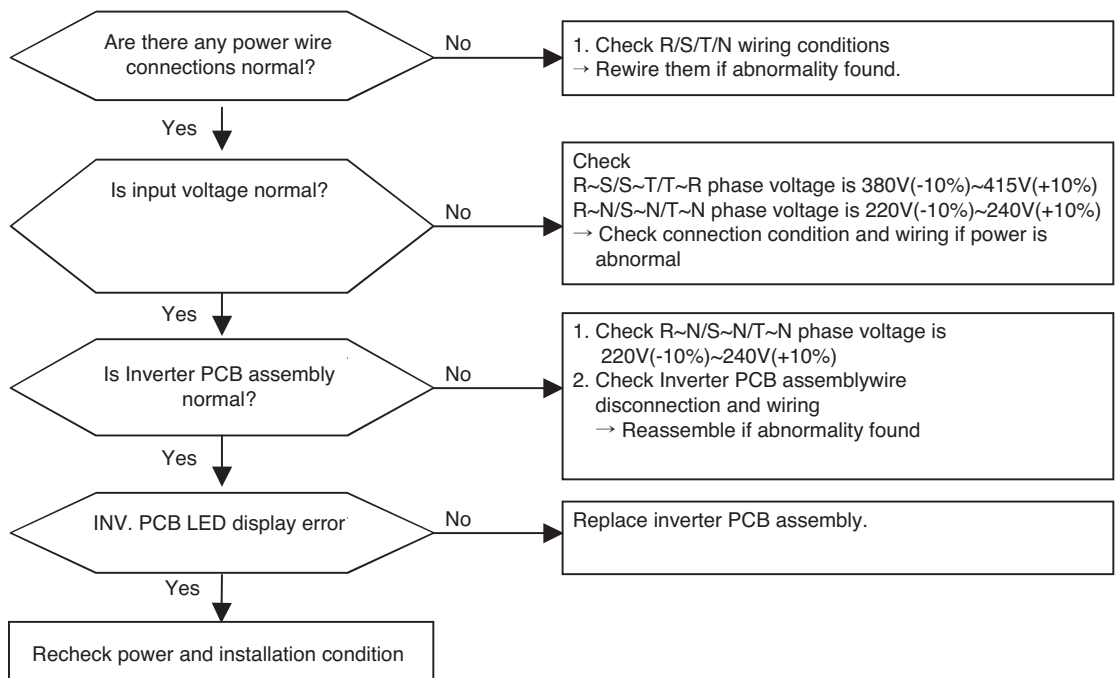 Are there any power wire
connections normal?
No
1. Check R/S/T/N wiring conditions
→ Rewire them if abnormality found.
Yes
Is input voltage normal?
No
Check
R~S/S~T/T~R phase voltage is 380V(-10%)~415V(+10%)
R~N/S~N/T~N phase voltage is 220V(-10%)~240V(+10%)
→ Check connection condition and wiring if power is
abnormal
Yes
Is Inverter PCB assembly
normal?
No
1. Check R~N/S~N/T~N phase voltage is
220V(-10%)~240V(+10%)
2. Check Inverter PCB assemblywire
disconnection and wiring
→ Reassemble if abnormality found
Yes
INV. PCB LED display error
No
Replace inverter PCB assembly.
Yes
Recheck power and installation condition